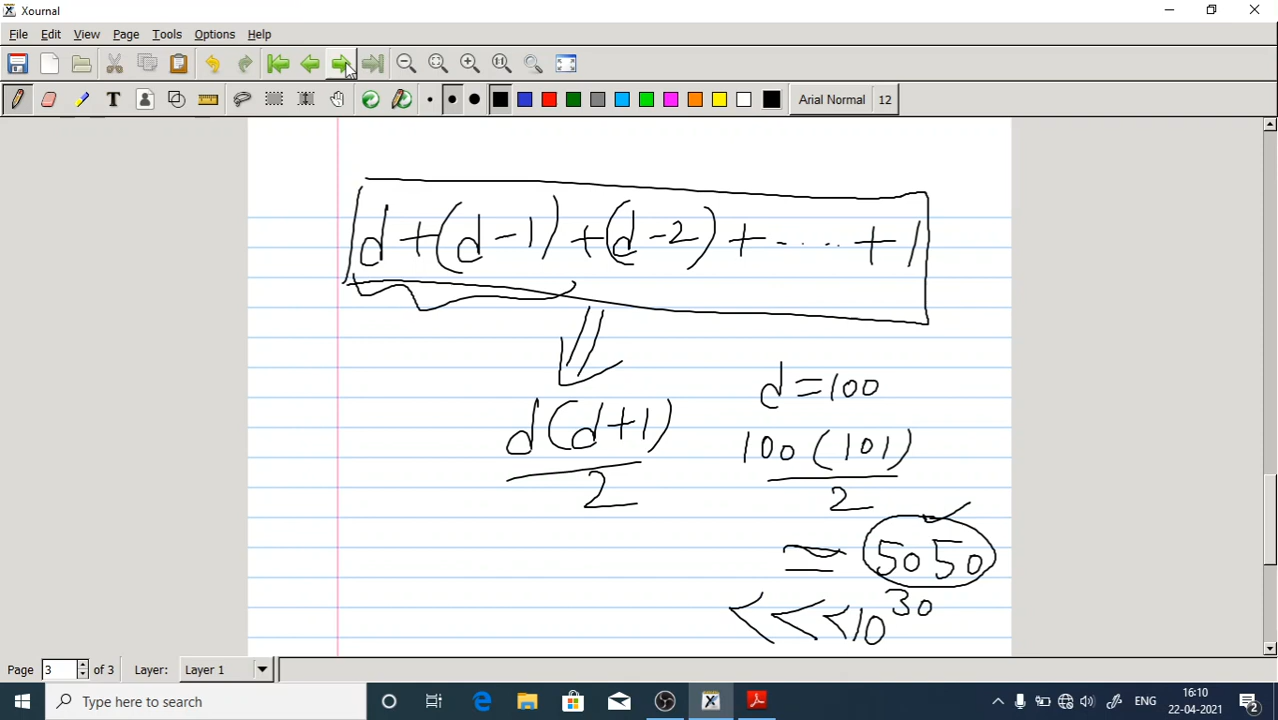 Xournal
File Edit View Page Tools Options Help
Arial Normal 12
d+(d-1)+(d-2)+....+1
d(d+1)
2
d=100
100(101)
2
= 5050
<<<10^30
Page 3 of 3 Layer: Layer 1
Type here to search
ENG
16:10
22-04-2021
2